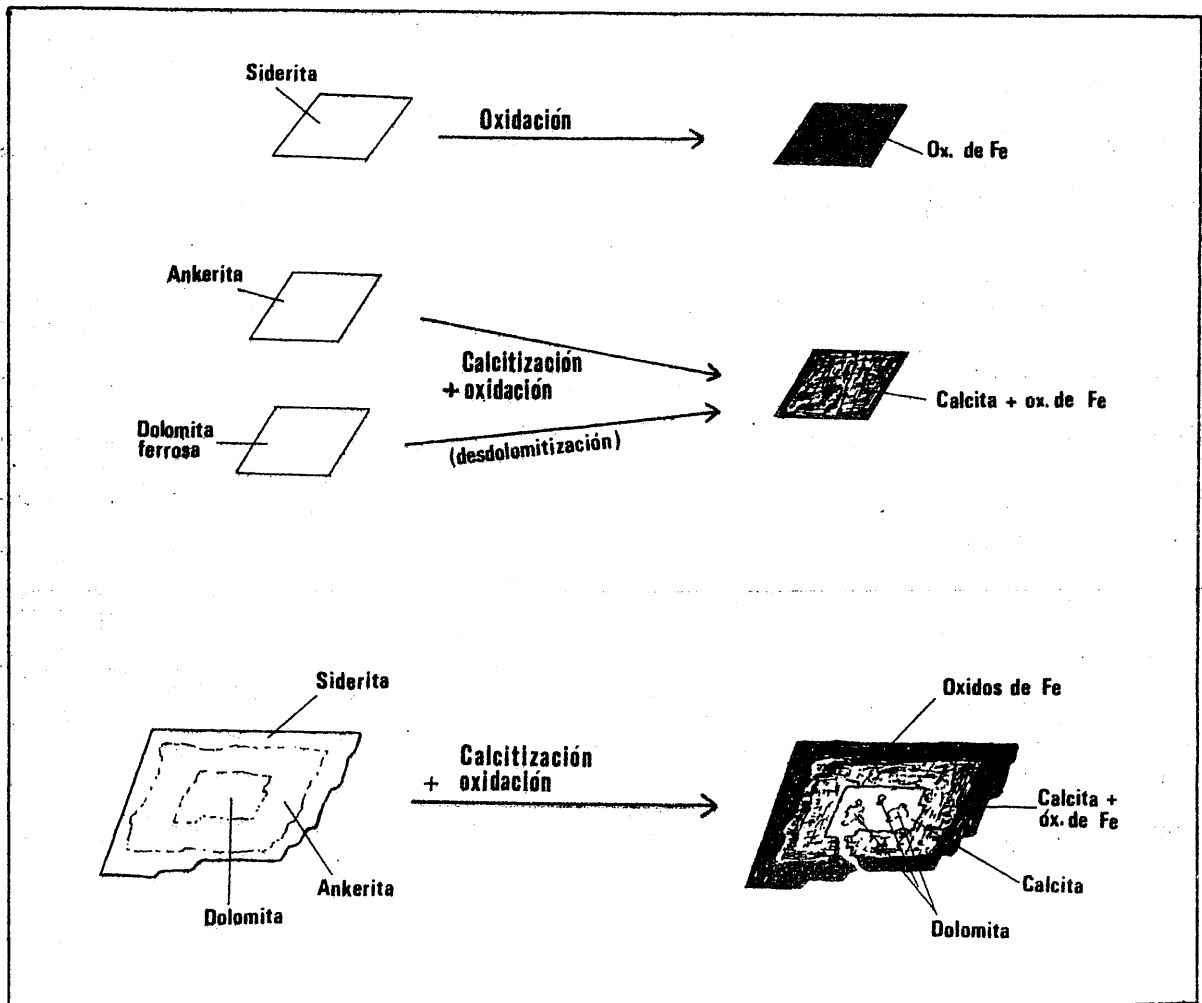 Siderita
Oxidación
Ox. de Fe
Ankerita
Calcitización
+ oxidación
Calcita + ox. de Fe
Dolomita
ferrosa
(desdolomitización)
Siderita
Oxidos de Fe
Calcitización
+ oxidación
Calcita +
óx. de Fe
Ankerita
Calcita
Dolomita
Dolomita